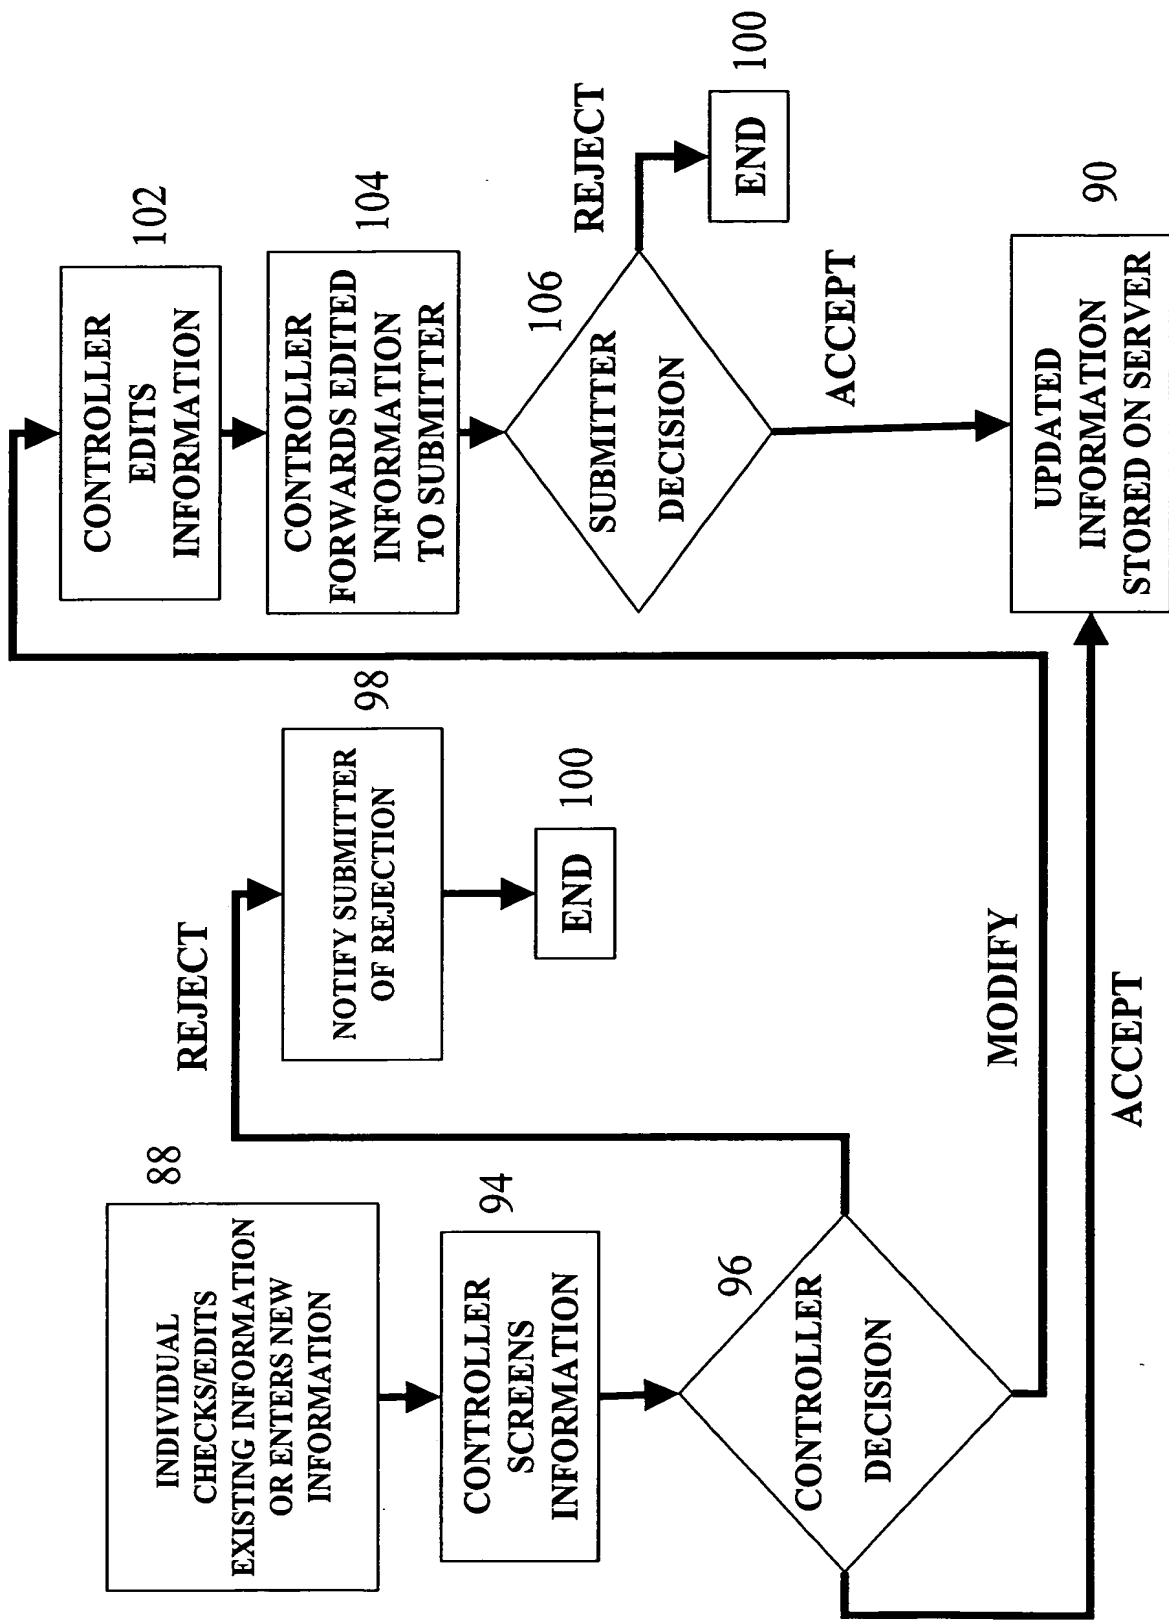 88
INDIVIDUAL
CHECKS/EDITS
EXISTING INFORMATION
OR ENTERS NEW
INFORMATION
94
CONTROLLER
SCREENS
INFORMATION
96
CONTROLLER
DECISION
REJECT
98
NOTIFY SUBMITTER
OF REJECTION
END
100
MODIFY
ACCEPT
102
CONTROLLER
EDITS
INFORMATION
104
CONTROLLER
FORWARDS EDITED
INFORMATION
TO SUBMITTER
106
SUBMITTER
DECISION
REJECT
END
100
ACCEPT
UPDATED
INFORMATION
STORED ON SERVER
90